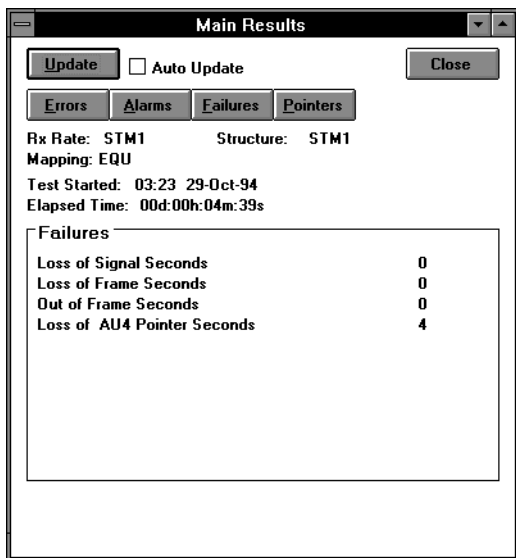 Main Results
Update Auto Update Close
Errors Alarms Failures Pointers
Rx Rate: STM1 Structure: STM1
Mapping: EQU
Test Started: 03:23 29-Oct-94
Elapsed Time: 00d:00h:04m:39s
Failures
Loss of Signal Seconds 0
Loss of Frame Seconds 0
Out of Frame Seconds 0
Loss of AU4 Pointer Seconds 4